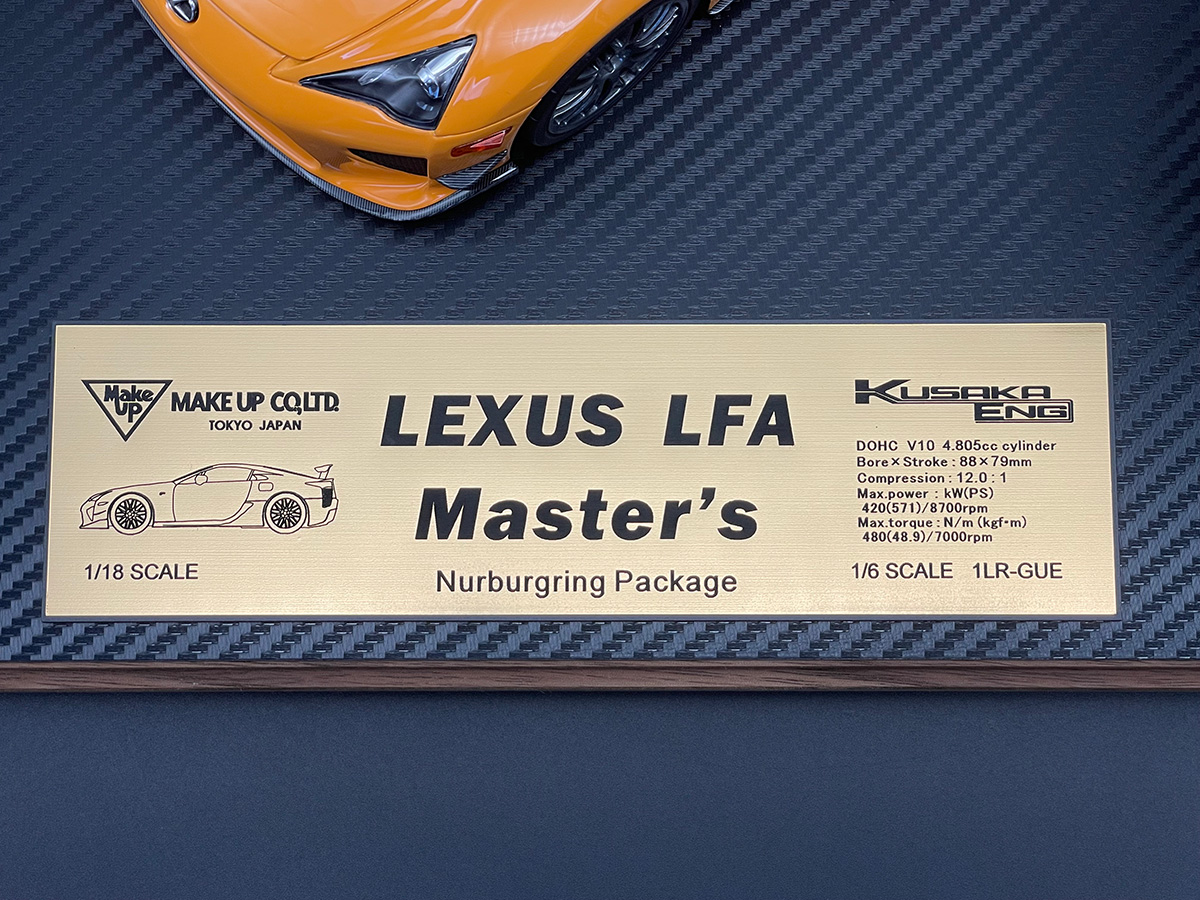 Make Up
MAKE UP CO.,LTD.
TOKYO JAPAN
1/18 SCALE
LEXUS LFA
Master's
Nurburgring Package
KUSAKA
ENG
DOHC V10 4.805cc cylinder
Bore×Stroke : 88×79mm
Compression : 12.0 : 1
Max.power : kW(PS)
420(571)/8700rpm
Max.torque : N/m (kgf・m)
480(48.9)/7000rpm
1/6 SCALE 1LR-GUE